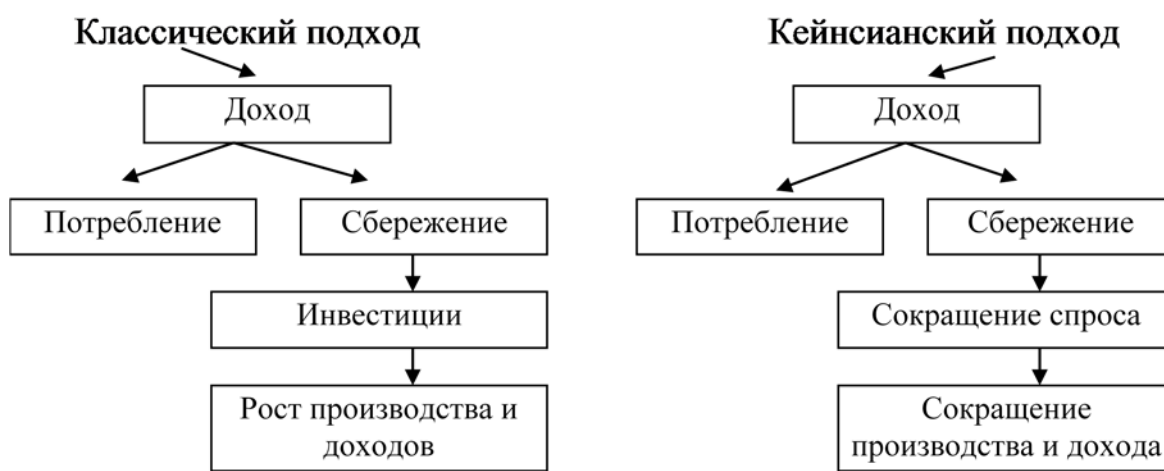 Классический подход
Доход
Потребление
Сбережение
Инвестиции
Рост производства и
доходов
Кейнсианский подход
Доход
Потребление
Сбережение
Сокращение спроса
Сокращение
производства и дохода